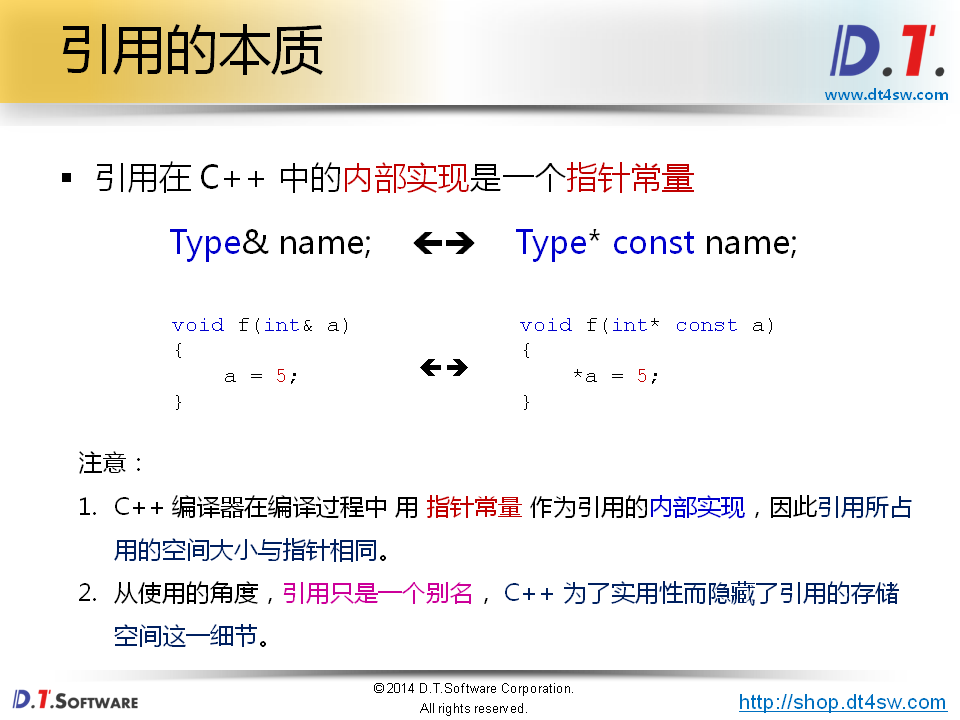 引用的本质
D.T.
www.dt4sw.com
▪ 引用在 C++ 中的内部实现是一个指针常量
Type& name; ←→ Type* const name;
void f(int& a) void f(int* const a)
{ {
a = 5; ←→ *a = 5;
} }
注意：
1. C++ 编译器在编译过程中 用 指针常量 作为引用的内部实现，因此引用所占
用的空间大小与指针相同。
2. 从使用的角度，引用只是一个别名， C++ 为了实用性而隐藏了引用的存储
空间这一细节。
D.T.SOFTWARE
©2014 D.T.Software Corporation.
All rights reserved.
http://shop.dt4sw.com